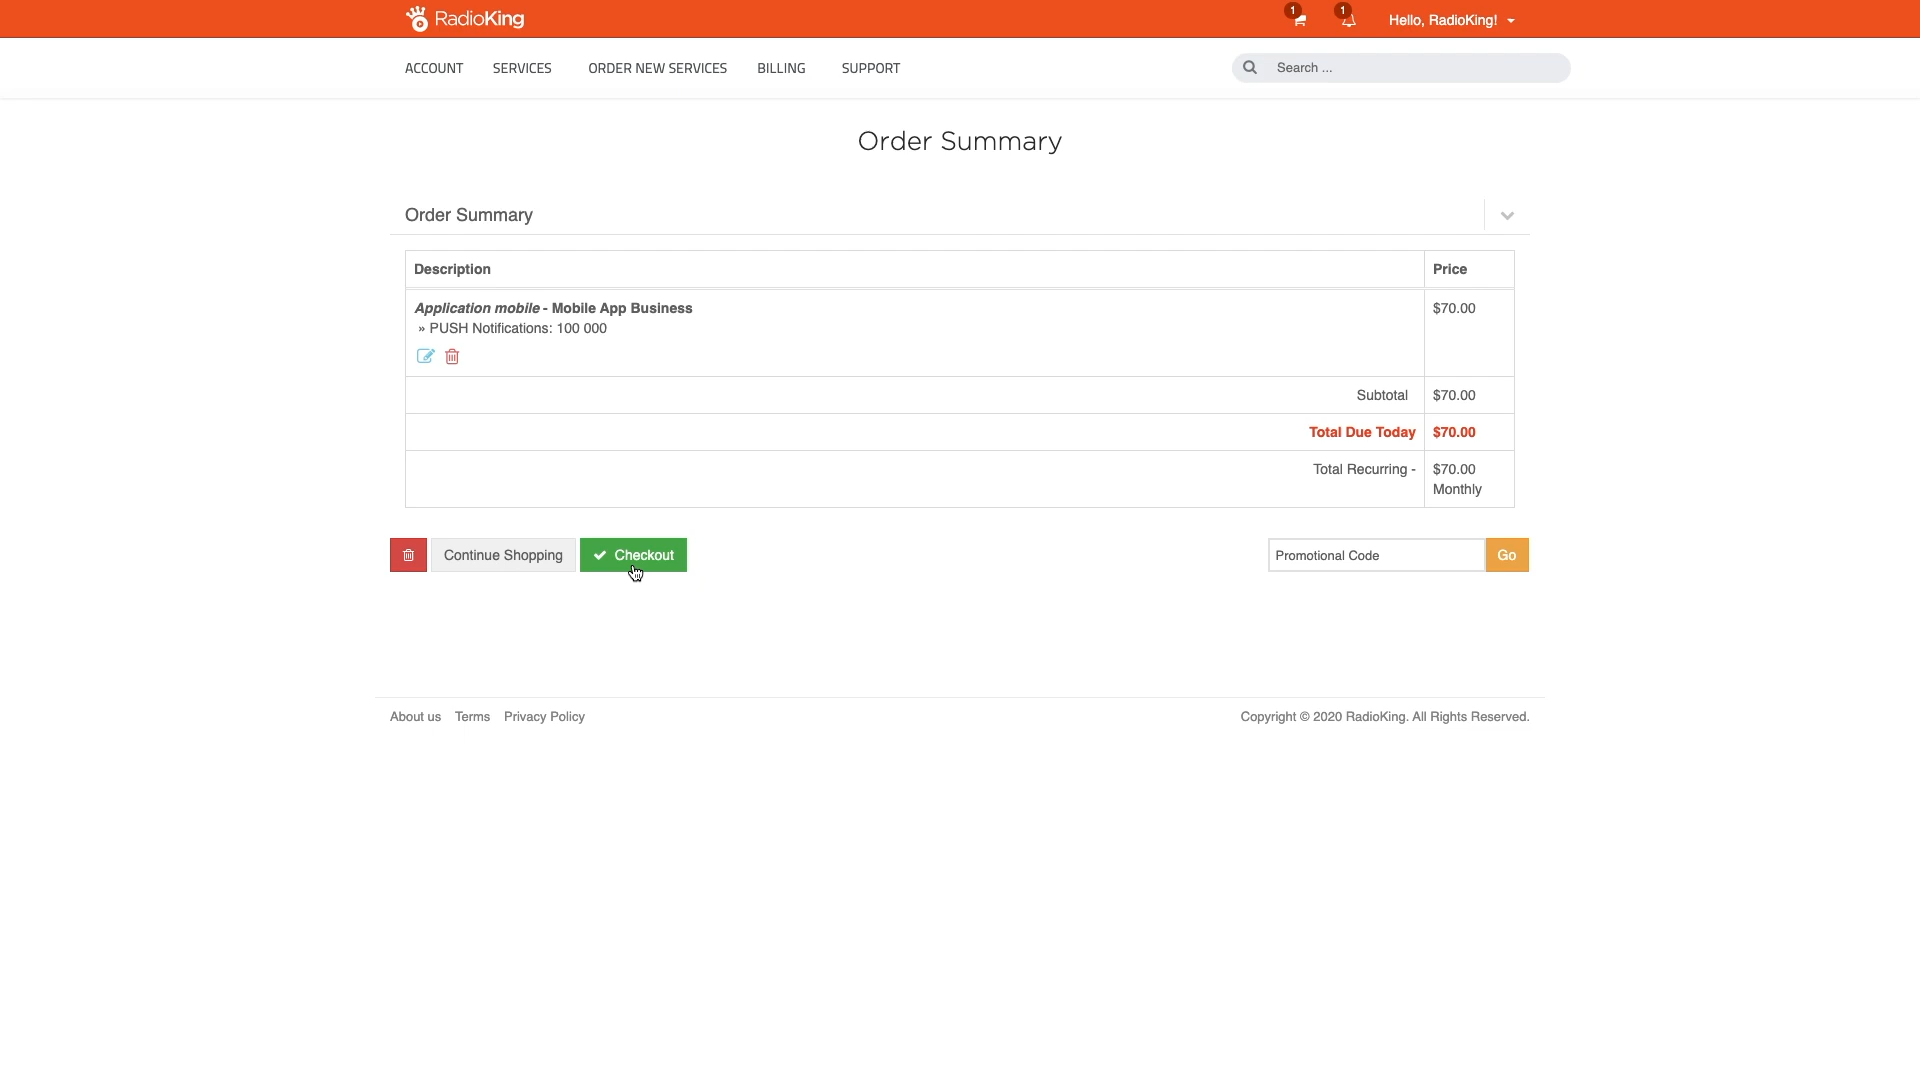 RadioKing
1
1
Hello, RadioKing!
ACCOUNT
SERVICES
ORDER NEW SERVICES
BILLING
SUPPORT
Search ...
Order Summary
Order Summary
Description
Price
Application mobile - Mobile App Business
$70.00
» PUSH Notifications: 100 000
Subtotal
$70.00
Total Due Today
$70.00
Total Recurring -
$70.00
Monthly
Continue Shopping
Checkout
Promotional Code
Go
About us
Terms
Privacy Policy
Copyright © 2020 RadioKing. All Rights Reserved.